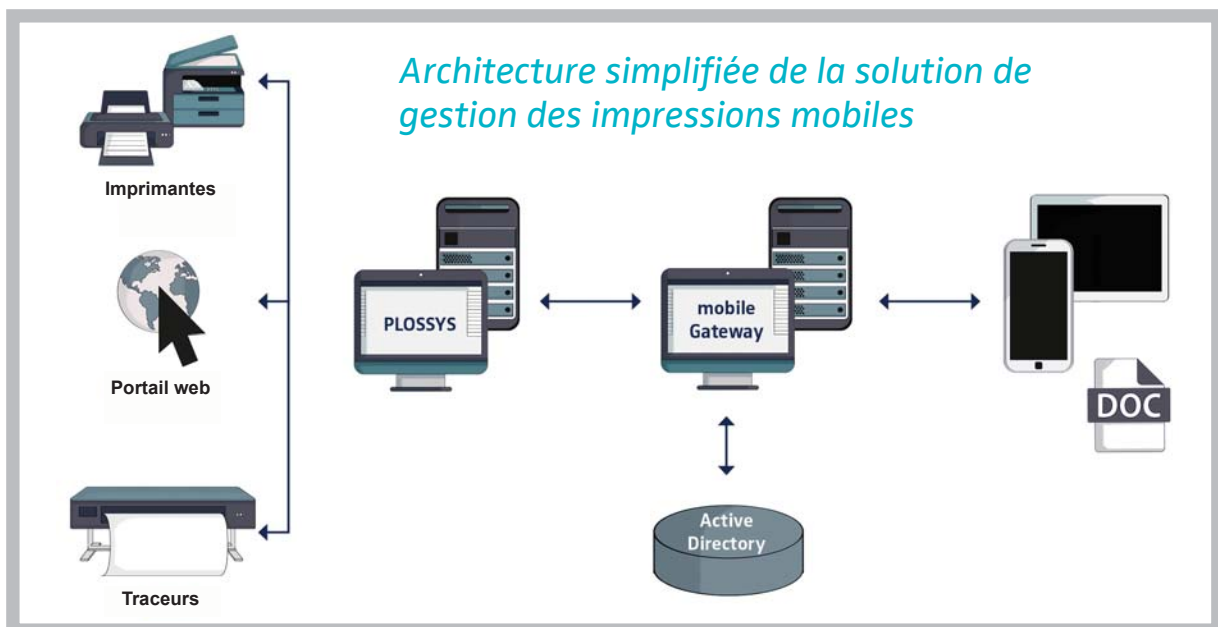 Architecture simplifiée de la solution de
gestion des impressions mobiles
Imprimantes
Portail web
Traceurs
PLOSSYS
mobile
Gateway
Active
Directory
DOC